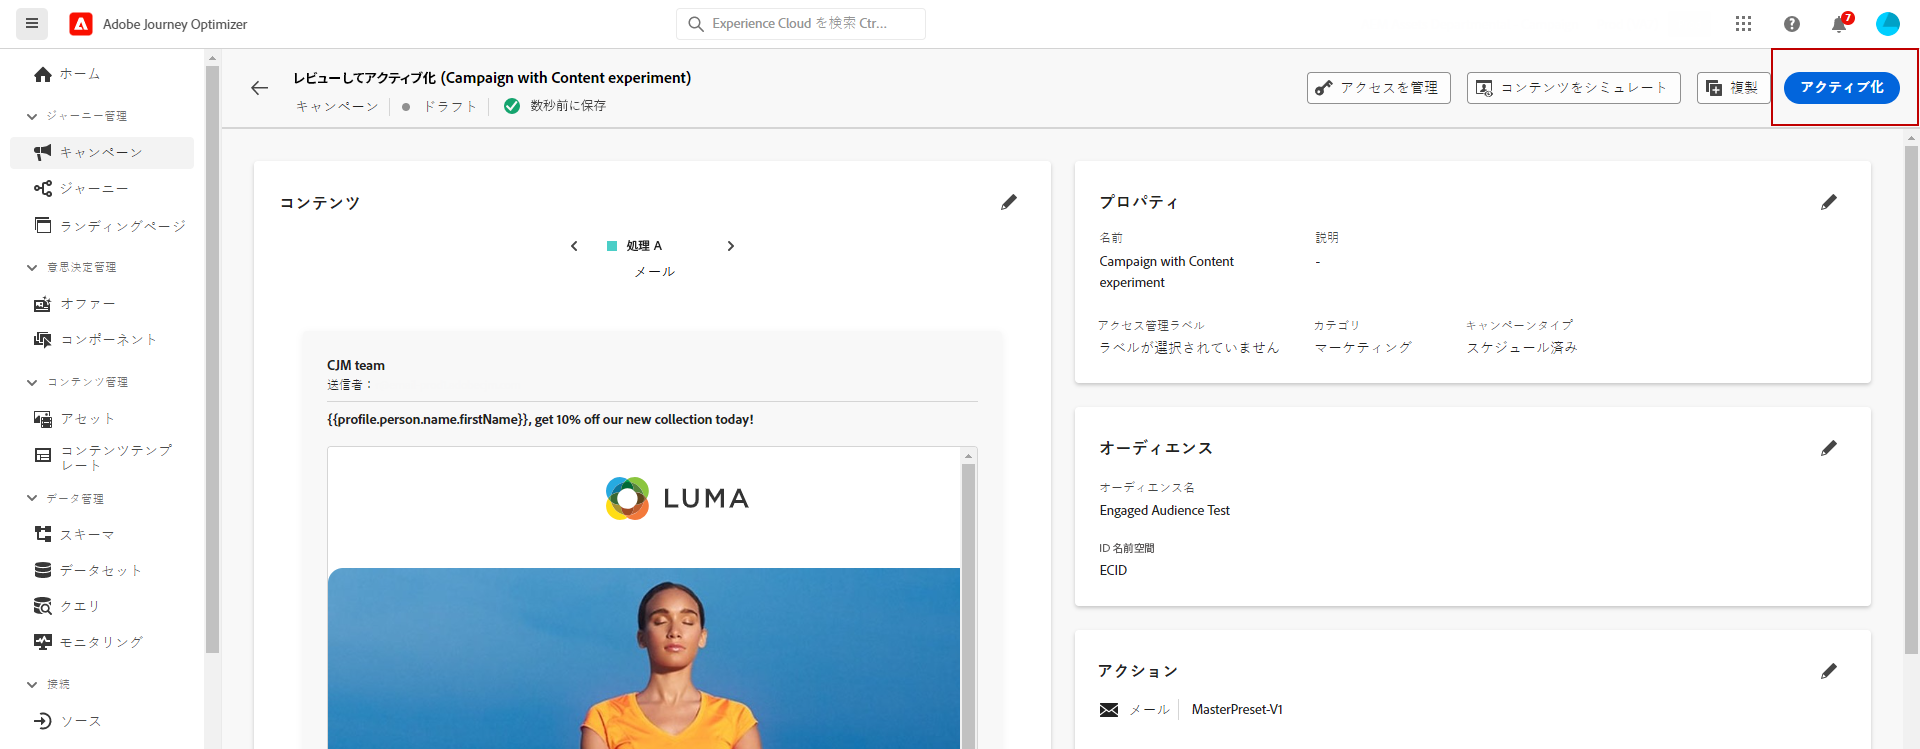 Adobe Journey Optimizer
Experience Cloud を検索 Ctr...
7
ホーム
ジャーニー管理
キャンペーン
ジャーニー
ランディングページ
意思決定管理
オファー
コンポーネント
コンテンツ管理
アセット
コンテンツテンプ
レート
データ管理
スキーマ
データセット
クエリ
モニタリング
接続
ソース
レビューしてアクティブ化 (Campaign with Content experiment)
キャンペーン
ドラフト
数秒前に保存
アクセスを管理
コンテンツをシミュレート
複製
アクティブ化
コンテンツ
処理 A
メール
CJM team
送信者：
{{profile.person.name.firstName}}, get 10% off our new collection today!
LUMA
プロパティ
名前
説明
Campaign with Content
experiment
-
アクセス管理ラベル
カテゴリ
キャンペーンタイプ
ラベルが選択されていません
マーケティング
スケジュール済み
オーディエンス
オーディエンス名
Engaged Audience Test
ID 名前空間
ECID
アクション
メール
MasterPreset-V1